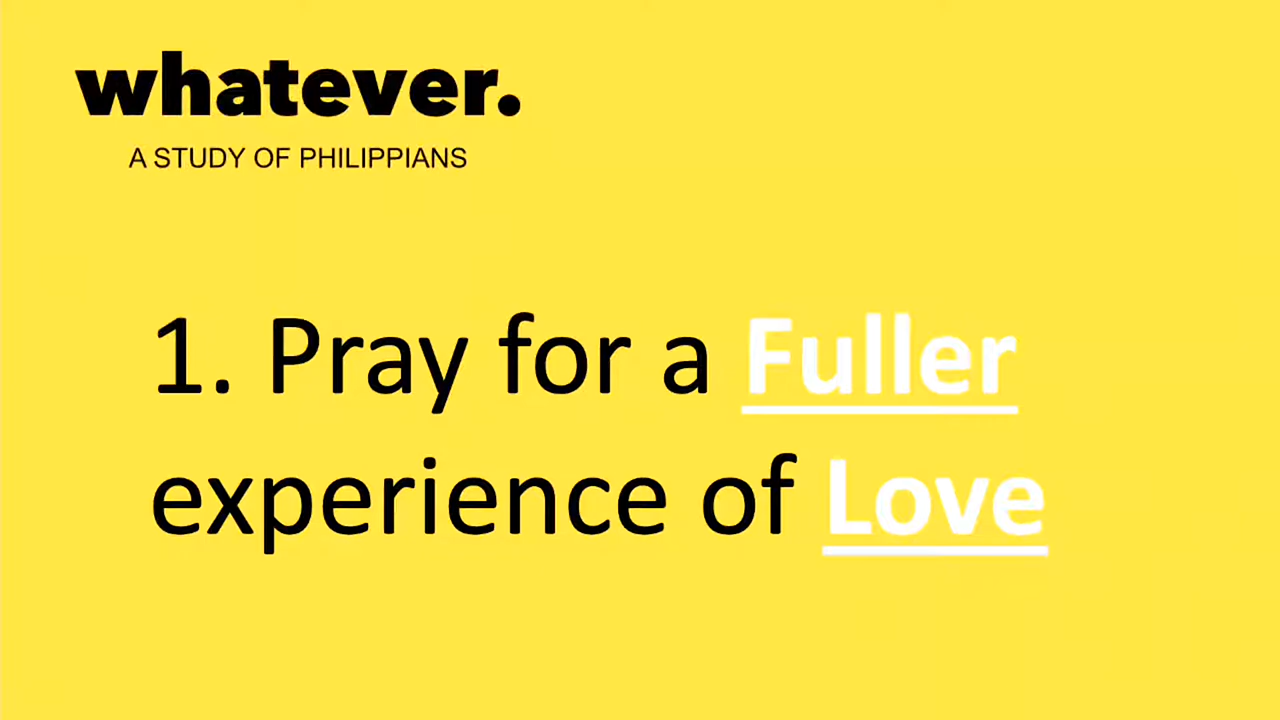 whatever.
A STUDY OF PHILIPPIANS
1. Pray for a Fuller
experience of Love